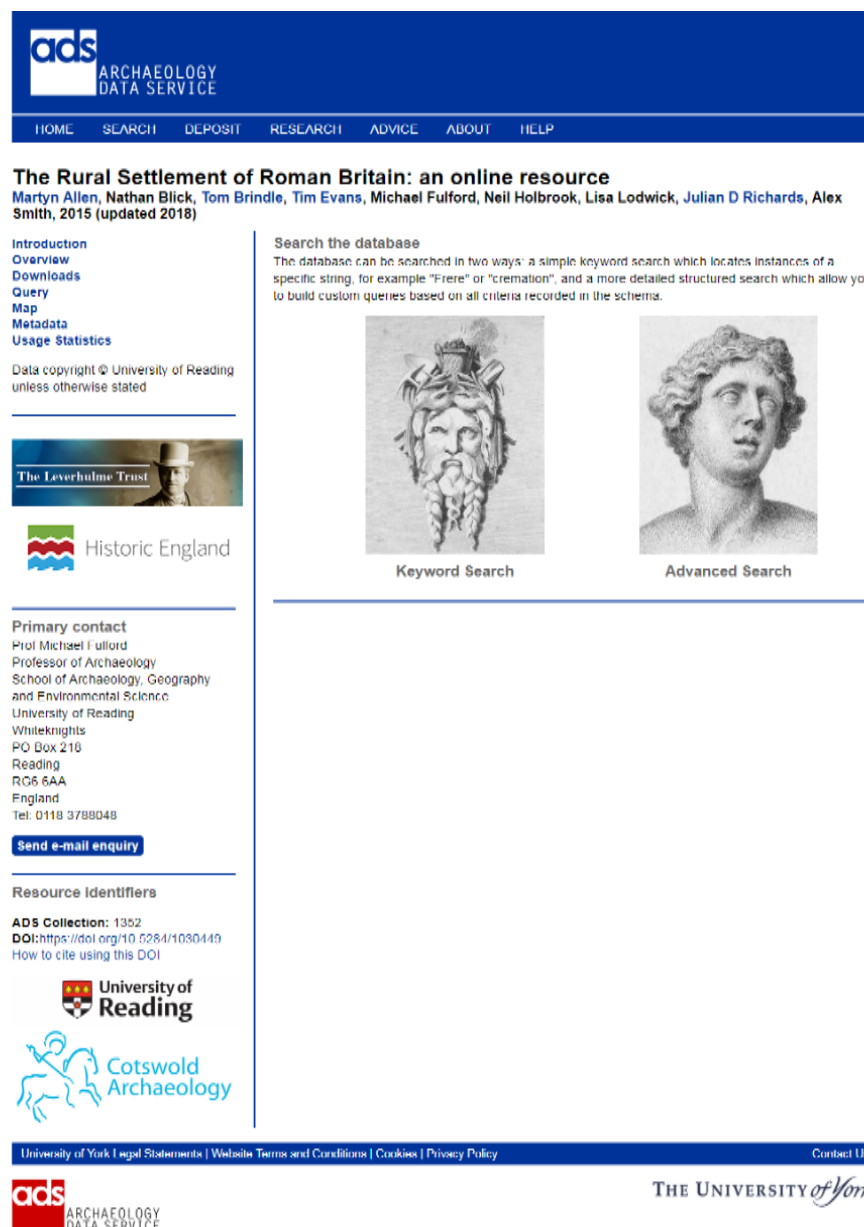 ads
ARCHAEOLOGY
DATA SERVICE
HOME SEARCH DEPOSIT RESEARCH ADVICE ABOUT HELP
The Rural Settlement of Roman Britain: an online resource
Martyn Allen, Nathan Blick, Tom Brindle, Tim Evans, Michael Fulford, Neil Holbrook, Lisa Lodwick, Julian D Richards, Alex
Smith, 2015 (updated 2018)
Introduction
Overview
Downloads
Query
Map
Metadata
Usage Statistics
Data copyright © University of Reading
unless otherwise stated
The Leverhulme Trust
Historic England
Primary contact
Prof Michael Fulford
Professor of Archaeology
School of Archaeology, Geography
and Environmental Science
University of Reading
Whiteknights
PO Box 218
Reading
RG6 6AA
England
Tel: 0118 3788048
Send e-mail enquiry
Resource identifiers
ADS Collection: 1352
DOI:https://doi.org/10.5284/1030449
How to cite using this DOI
University of
Reading
Cotswold
Archaeology
Search the database
The database can be searched in two ways: a simple keyword search which locates instances of a
specific string, for example "Frere" or "cremation", and a more detailed structured search which allow yo
to build custom queries based on all criteria recorded in the schema.
Keyword Search
Advanced Search
University of York Legal Statements | Website Terms and Conditions | Cookies | Privacy Policy
Contact U
ads
ARCHAEOLOGY
DATA SERVICE
THE UNIVERSITY of Yor